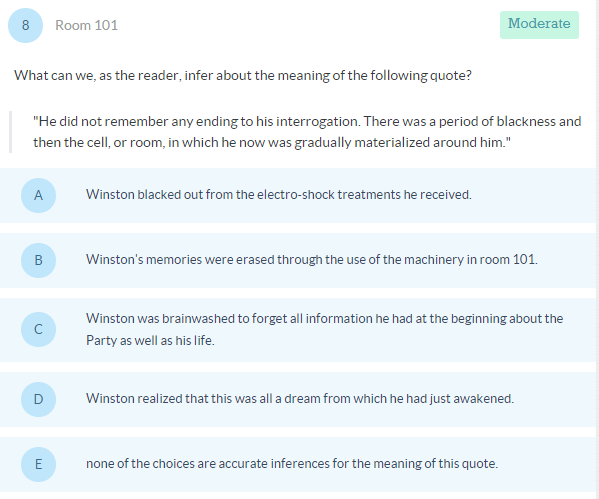 8 Room 101 Moderate
What can we, as the reader, infer about the meaning of the following quote?
"He did not remember any ending to his interrogation. There was a period of blackness and
then the cell, or room, in which he now was gradually materialized around him."
A Winston blacked out from the electro-shock treatments he received.
B Winston's memories were erased through the use of the machinery in room 101.
C Winston was brainwashed to forget all information he had at the beginning about the
Party as well as his life.
D Winston realized that this was all a dream from which he had just awakened.
E none of the choices are accurate inferences for the meaning of this quote.